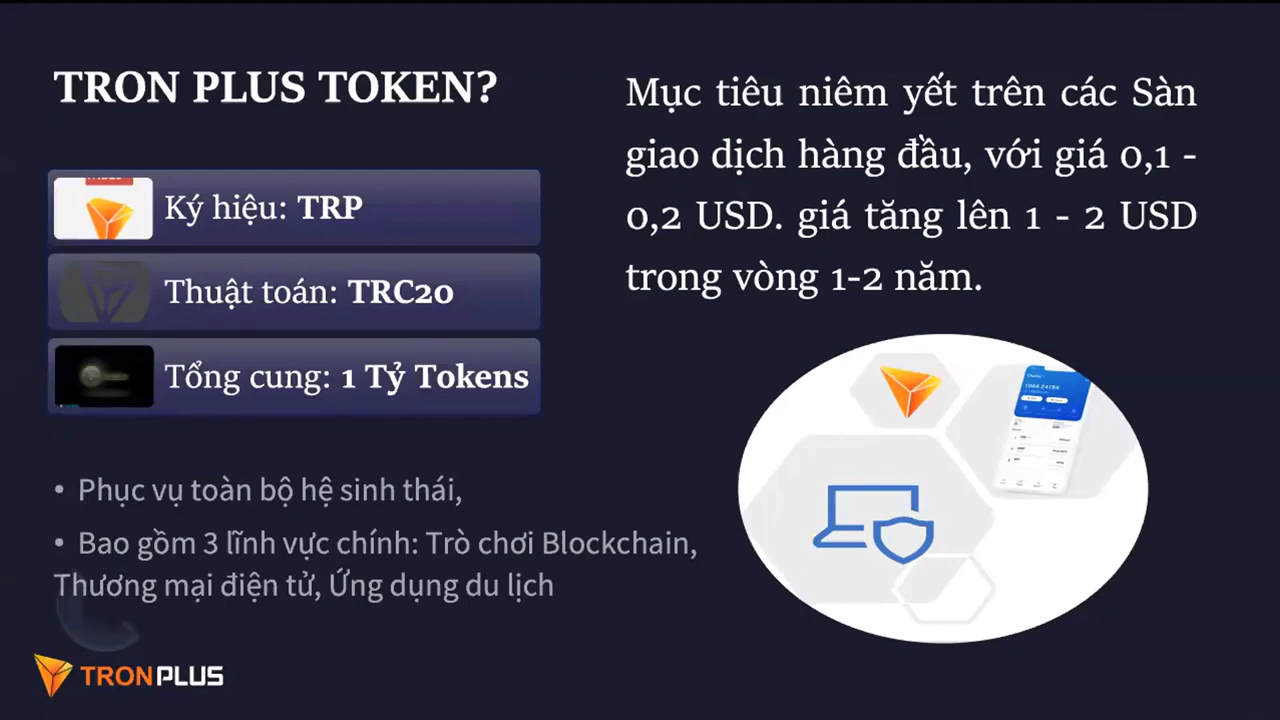 TRON PLUS TOKEN?
Ký hiệu: TRP
Thuật toán: TRC20
Tổng cung: 1 Tỷ Tokens
Phục vụ toàn bộ hệ sinh thái,
Bao gồm 3 lĩnh vực chính: Trò chơi Blockchain,
Thương mại điện tử, Ứng dụng du lịch
Mục tiêu niêm yết trên các Sàn
giao dịch hàng đầu, với giá 0,1 -
0,2 USD. giá tăng lên 1 - 2 USD
trong vòng 1-2 năm.
TRONPLUS